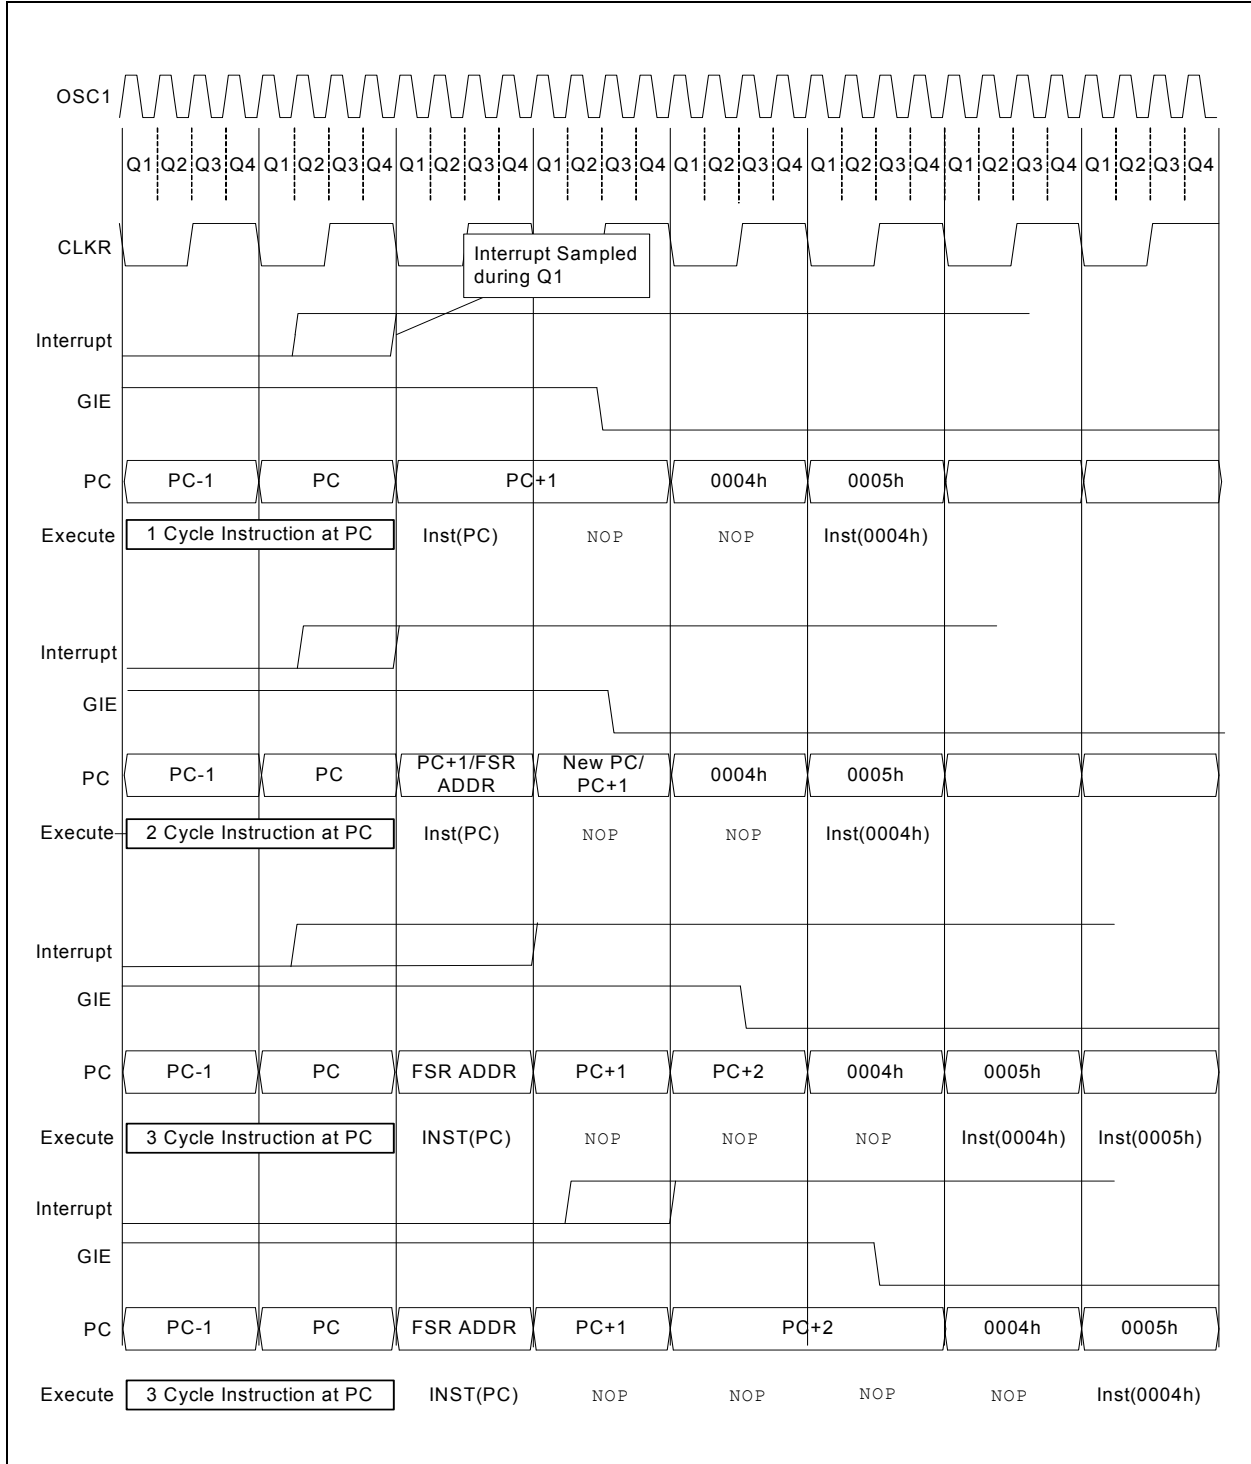 OSC1
Q1 Q2 Q3 Q4 Q1 Q2 Q3 Q4 Q1 Q2 Q3 Q4 Q1 Q2 Q3 Q4 Q1 Q2 Q3 Q4 Q1 Q2 Q3 Q4 Q1 Q2 Q3 Q4 Q1 Q2 Q3 Q4
CLKR
Interrupt Sampled
during Q1
Interrupt
GIE
PC PC-1 PC PC+1 0004h 0005h
Execute 1 Cycle Instruction at PC Inst(PC) NOP NOP Inst(0004h)
Interrupt
GIE
PC PC-1 PC PC+1/FSR ADDR New PC/ PC+1 0004h 0005h
Execute 2 Cycle Instruction at PC Inst(PC) NOP NOP Inst(0004h)
Interrupt
GIE
PC PC-1 PC FSR ADDR PC+1 PC+2 0004h 0005h
Execute 3 Cycle Instruction at PC INST(PC) NOP NOP NOP Inst(0004h) Inst(0005h)
Interrupt
GIE
PC PC-1 PC FSR ADDR PC+1 PC+2 0004h 0005h
Execute 3 Cycle Instruction at PC INST(PC) NOP NOP NOP NOP Inst(0004h)